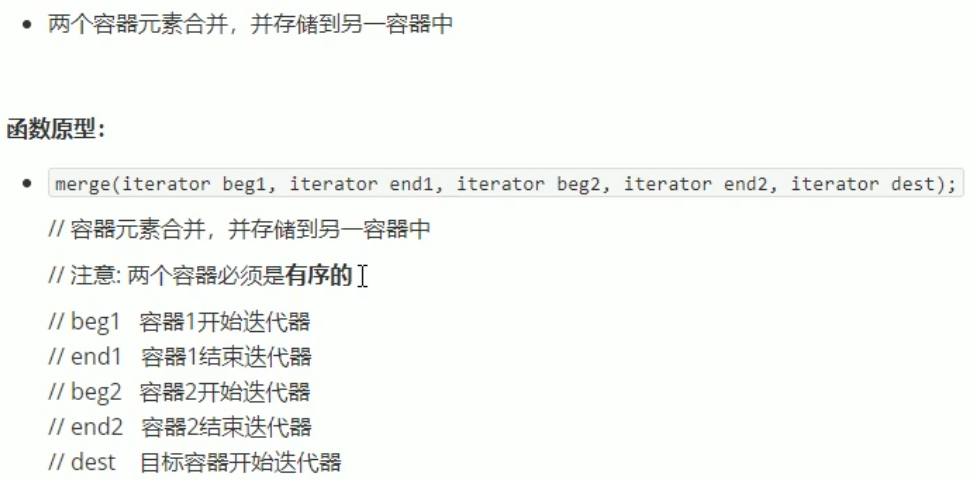 • 两个容器元素合并，并存储到另一容器中
函数原型：
• merge(iterator beg1, iterator end1, iterator beg2, iterator end2, iterator dest);
// 容器元素合并，并存储到另一容器中
// 注意: 两个容器必须是有序的
// beg1 容器1开始迭代器
// end1 容器1结束迭代器
// beg2 容器2开始迭代器
// end2 容器2结束迭代器
// dest 目标容器开始迭代器